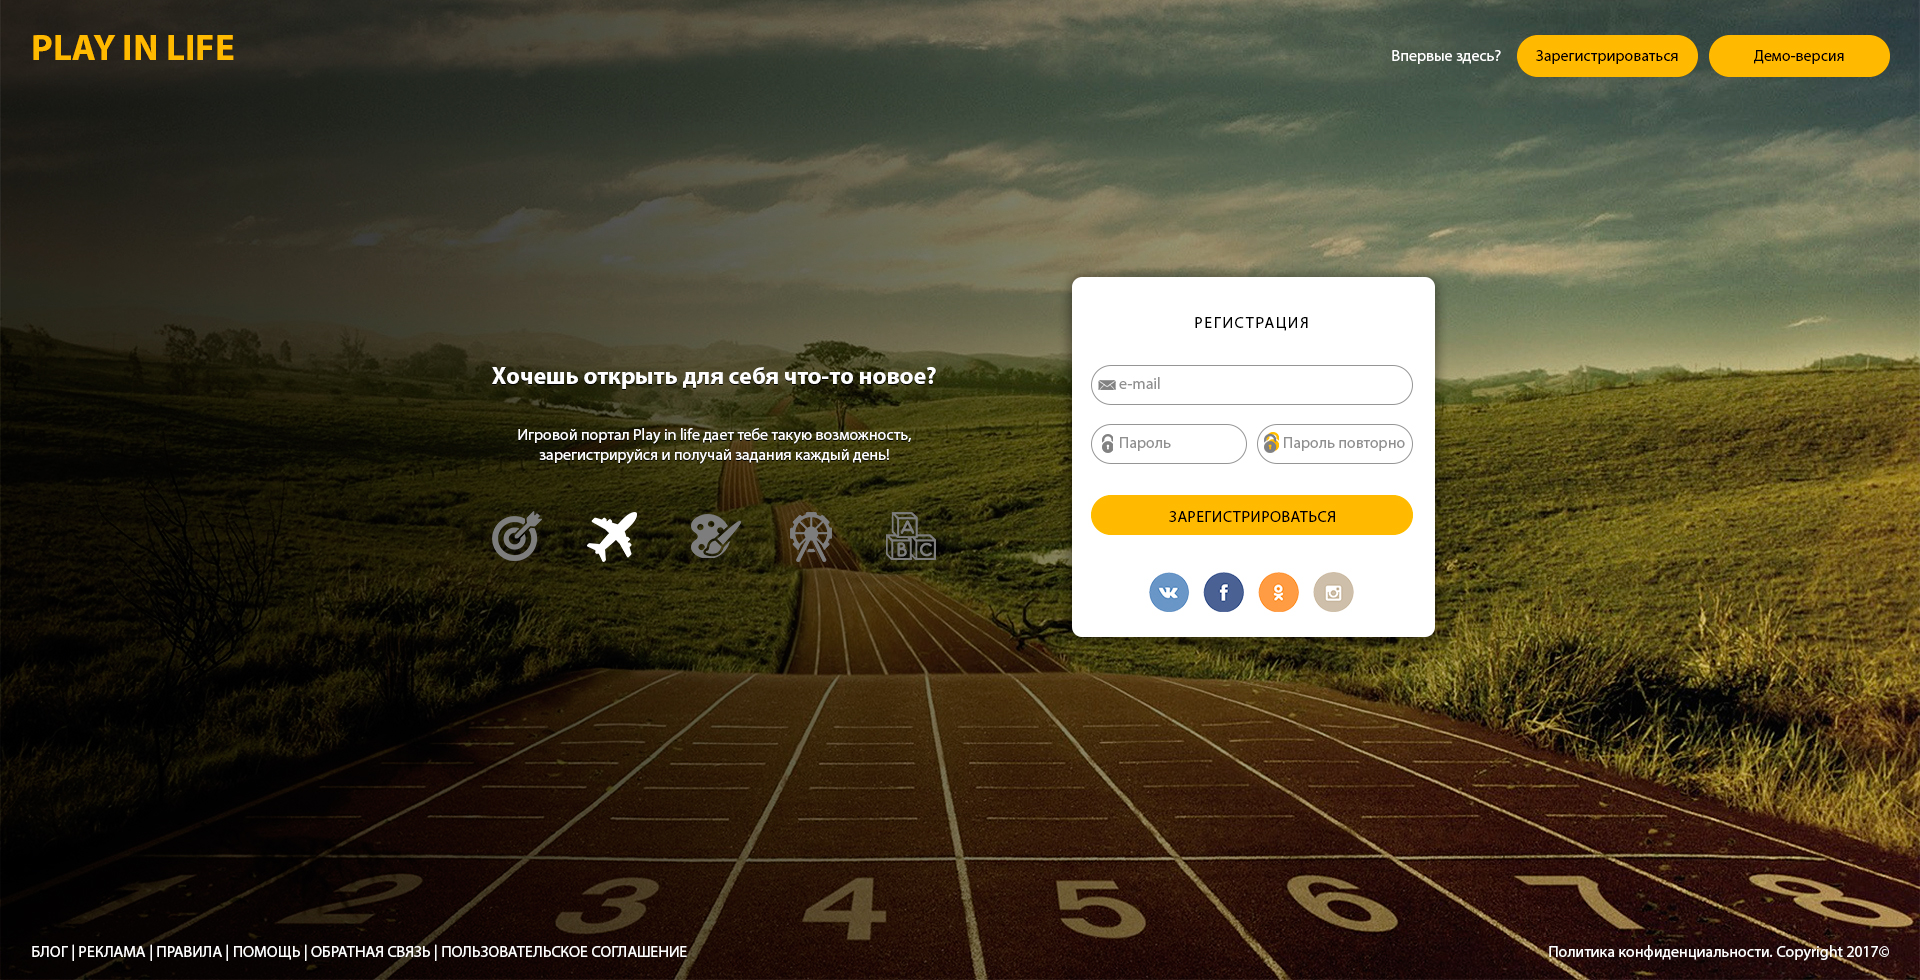 PLAY IN LIFE
Впервые здесь?
Зарегистрироваться
Демо-версия
РЕГИСТРАЦИЯ
e-mail
Пароль
Пароль повторно
ЗАРЕГИСТРИРОВАТЬСЯ
Хочешь открыть для себя что-то новое?
Игровой портал Play in life дает тебе такую возможность,
зарегистрируйся и получай задания каждый день!
A
B C
1 2 3 4 5 6 7 8
БЛОГ | РЕКЛАМА | ПРАВИЛА | ПОМОЩЬ | ОБРАТНАЯ СВЯЗЬ | ПОЛЬЗОВАТЕЛЬСКОЕ СОГЛАШЕНИЕ
Политика конфиденциальности. Copyright 2017©